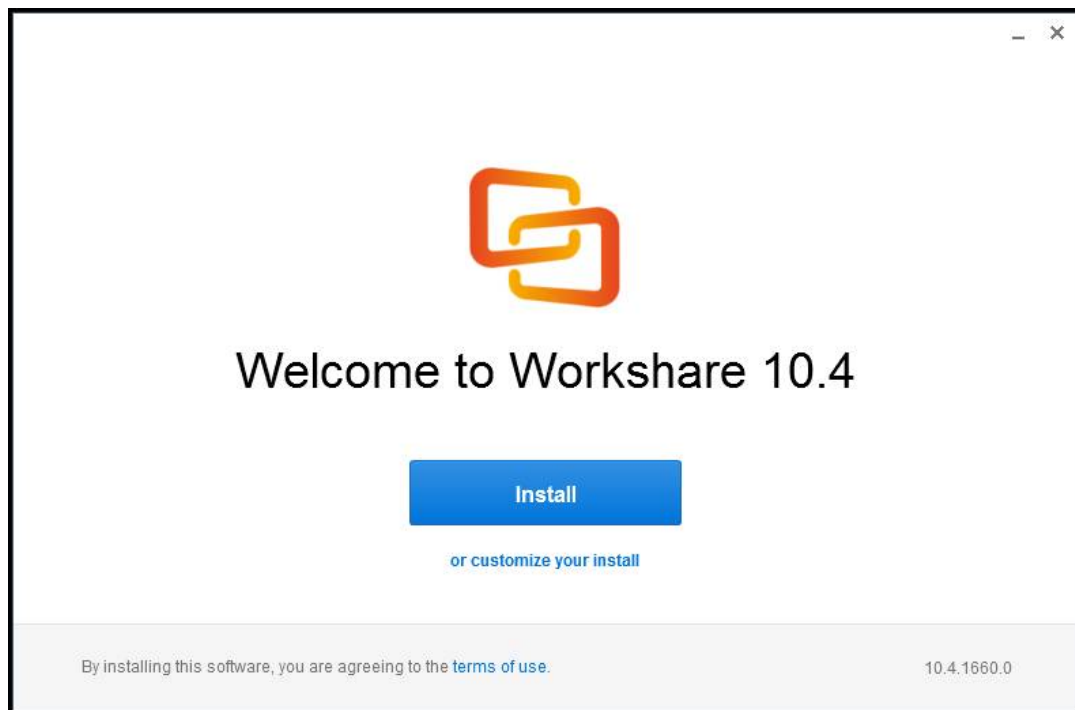 Welcome to Workshare 10.4
Install
or customize your install
By installing this software, you are agreeing to the terms of use.
10.4.1660.0